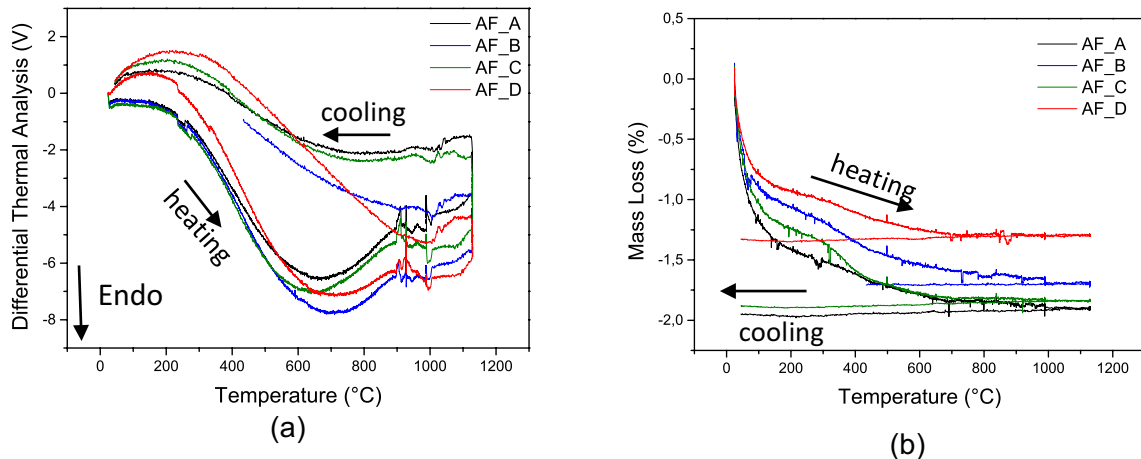 Differential Thermal Analysis (V)
2
0
-2
-4
-6
-8
AF_A
AF_B
AF_C
AF_D
cooling
heating
Endo
0 200 400 600 800 1000 1200
Temperature (°C)
(a)
Mass Loss (%)
0,5
0,0
-0,5
-1,0
-1,5
-2,0
AF_A
AF_B
AF_C
AF_D
heating
cooling
0 200 400 600 800 1000 1200
Temperature (°C)
(b)